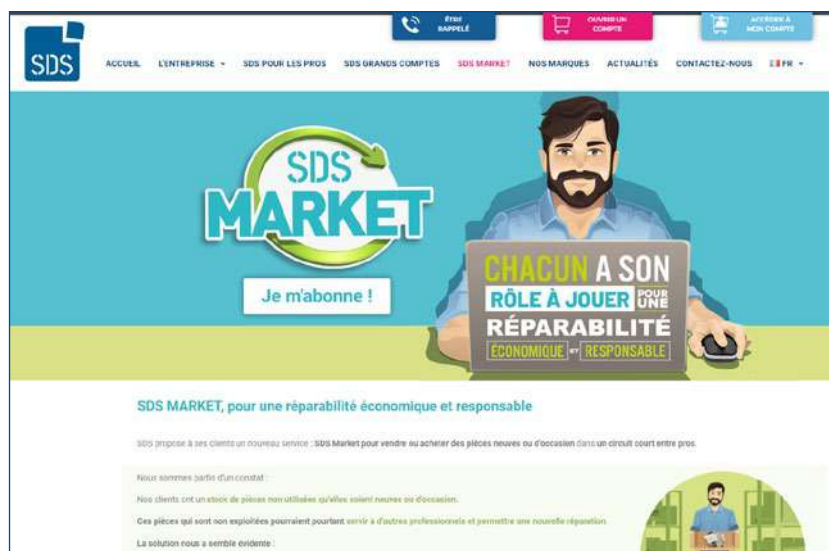 ÊTRE
RAPPELÉ
OUVRIR UN
COMPTE
ACCÉDER À
MON COMPTE
SDS
ACCUEIL L'ENTREPRISE SDS POUR LES PROS SDS GRANDS COMPTES SDS MARKET NOS MARQUES ACTUALITÉS CONTACTEZ-NOUS FR
SDS
MARKET
Je m'abonne !
CHACUN A SON
RÔLE À JOUER POUR UNE
RÉPARABILITÉ
ÉCONOMIQUE ET RESPONSABLE
SDS MARKET, pour une réparabilité économique et responsable
SDS propose à ses clients un nouveau service : SDS Market pour vendre ou acheter des pièces neuves ou d'occasion dans un circuit court entre pros.
Nous sommes partis d'un constat :
Nos clients ont un stock de pièces non utilisées qu'elles soient neuves ou d'occasion.
Ces pièces qui sont non exploitées pourraient pourtant servir à d'autres professionnels et permettre une nouvelle réparation.
La solution nous a semblé évidente :